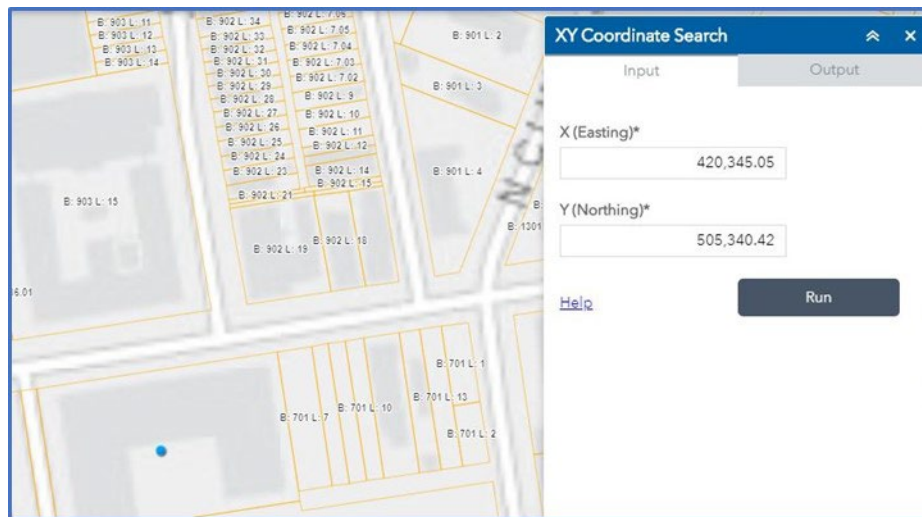 B: 903 L: 11
B: 903 L: 12
B: 903 L: 13
B: 903 L: 14
B: 902 L: 34
B: 902 L: 33
B: 902 L: 32
B: 902 L: 31
B: 902 L: 30
B: 902 L: 29
B: 902 L: 28
B: 902 L: 27
B: 902 L: 26
B: 902 L: 25
B: 902 L: 24
B: 902 L: 23
B: 902 L: 21
B: 902 L: 7.05
B: 902 L: 7.04
B: 902 L: 7.03
B: 902 L: 7.02
B: 902 L: 9
B: 902 L: 10
B: 902 L: 11
B: 902 L: 12
B: 902 L: 14
B: 902 L: 15
B: 901 L: 2
B: 901 L: 3
B: 901 L: 4
B: 903 L: 15
B: 902 L: 19
B: 902 L: 18
B: 1301
B: 701 L: 1
B: 701 L: 7
B: 701 L: 10
B: 701 L: 13
B: 701 L: 2
XY Coordinate Search
Input
Output
X (Easting)*
420,345.05
Y (Northing)*
505,340.42
Help
Run